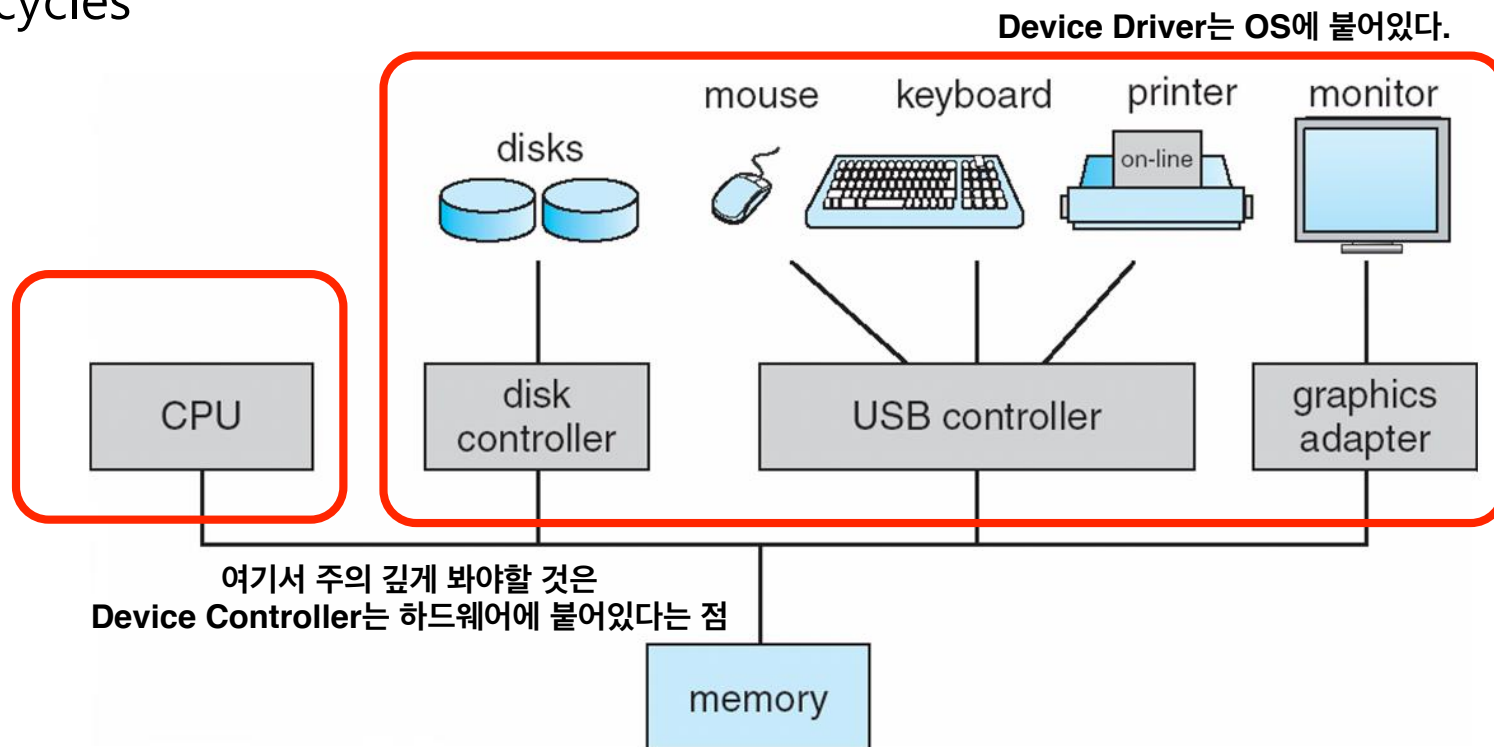 cycles
Device Driver는 OS에 붙어있다.
mouse keyboard printer monitor
disks
on-line
CPU
disk
controller
USB controller
graphics
adapter
여기서 주의 깊게 봐야할 것은
Device Controller는 하드웨어에 붙어있다는 점
memory